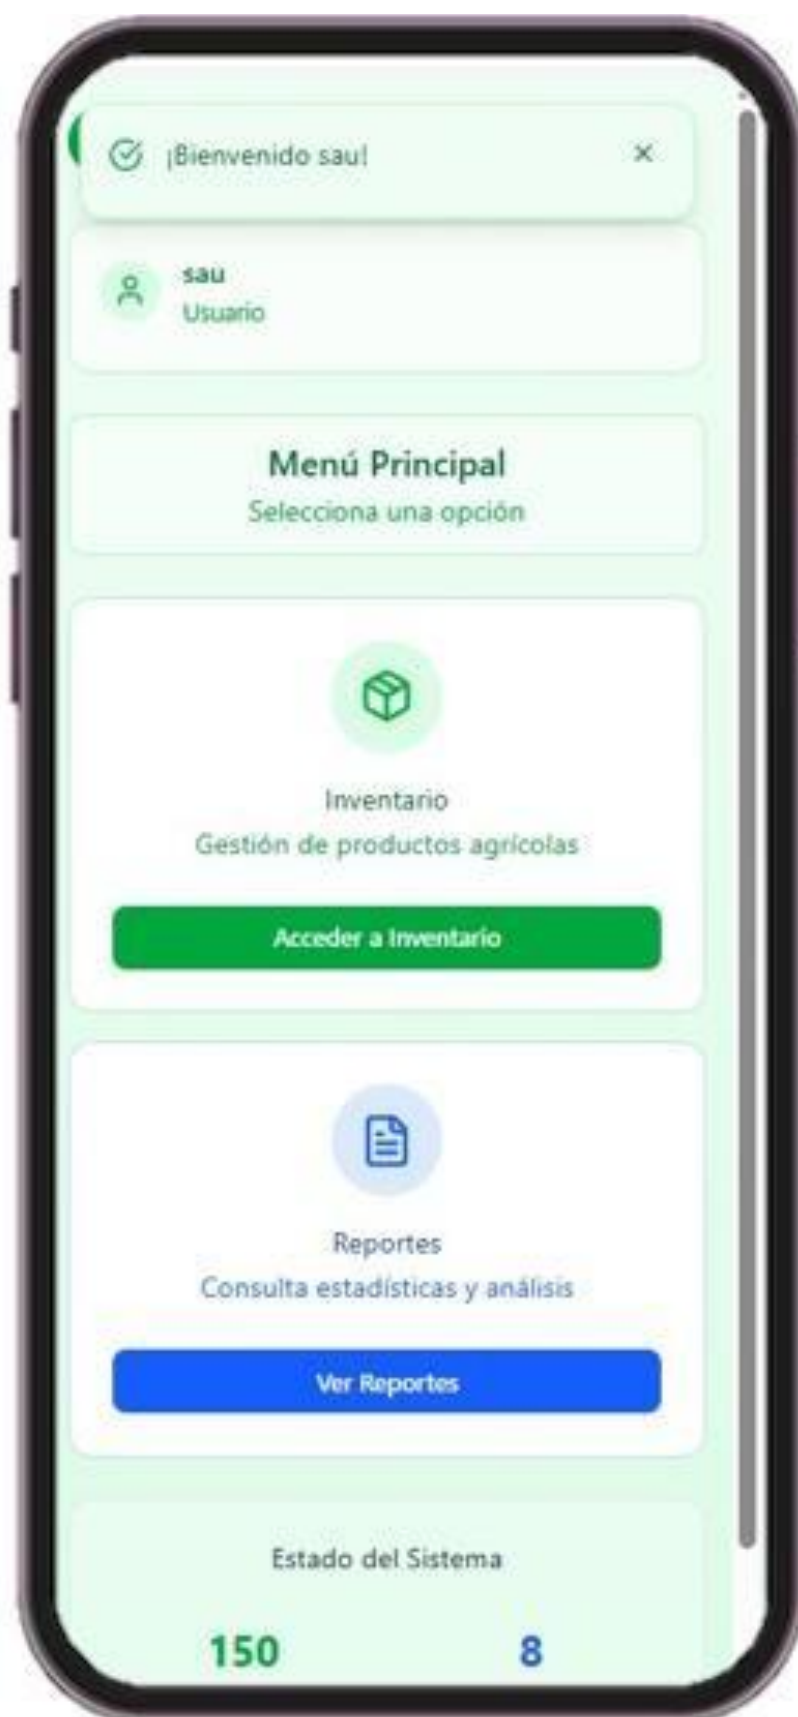 ¡Bienvenido sau!
sau
Usuario
Menú Principal
Selecciona una opción
Inventario
Gestión de productos agrícolas
Acceder a Inventario
Reportes
Consulta estadísticas y análisis
Ver Reportes
Estado del Sistema
150 8